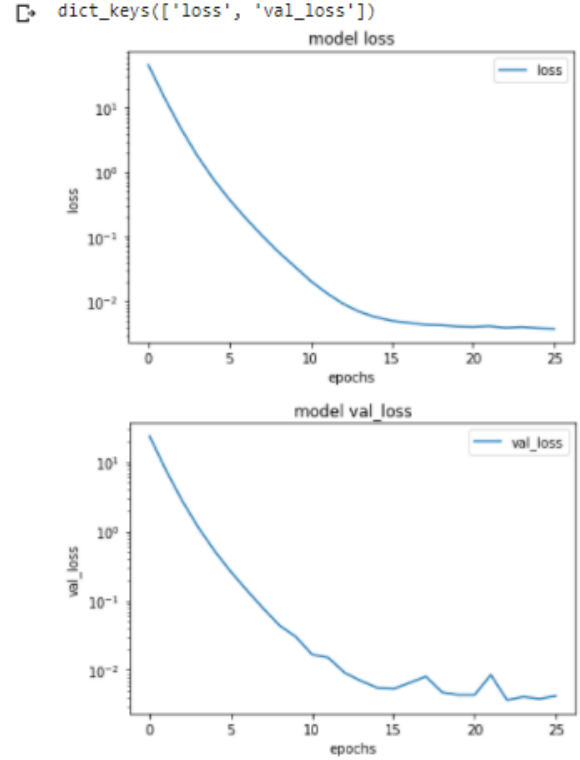 dict_keys(['loss', 'val_loss'])
model loss
loss
10¹
10⁰
10⁻¹
10⁻²
loss
0 5 10 15 20 25
epochs
model val_loss
val_loss
10¹
10⁰
10⁻¹
10⁻²
val_loss
0 5 10 15 20 25
epochs